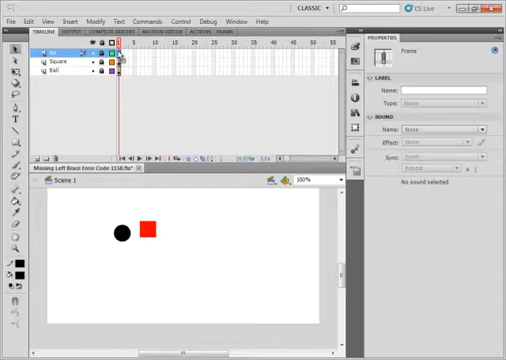 Fl
CLASSIC
CS Live
File Edit View Insert Modify Text Commands Control Debug Window Help
TIMELINE OUTPUT COMPILER ERRORS MOTION EDITOR ACTIONS - FRAME
5 10 15 20 25 30 35 40 45 50 55
Square
Ball
Missing Left Brace Error Code 1156.fla*
Scene 1
100%
PROPERTIES
Frame
LABEL
Name:
Type: None
SOUND
Name: None
Effect: None
Sync: Event
Repeat x 1
No sound selected